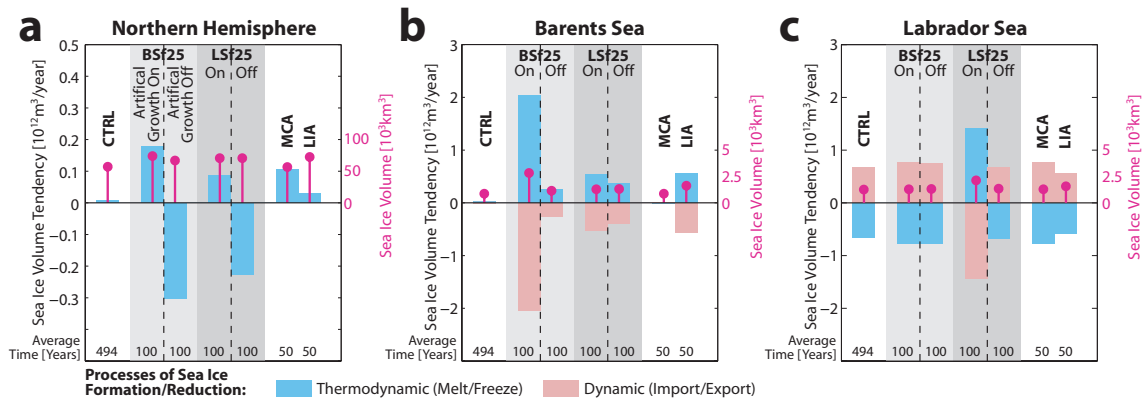 a Northern Hemisphere
0.5
0.4
0.3
0.2
0.1
0
−0.1
−0.2
−0.3
Sea Ice Volume Tendency [10¹²m³/year]
CTRL
BSf25
Artifical
Growth On
Artifical
Growth Off
LSf25
On Off
MCA
LIA
100
50
0
Sea Ice Volume [10³km³]
Average
Time [Years]
494 100 100 100 100 50 50
b Barents Sea
3
2
1
0
−1
−2
Sea Ice Volume Tendency [10¹²m³/year]
CTRL
BSf25
On Off
LSf25
On Off
MCA
LIA
5
2.5
0
Sea Ice Volume [10³km³]
Average
Time [Years]
494 100 100 100 100 50 50
c Labrador Sea
3
2
1
0
−1
−2
Sea Ice Volume Tendency [10¹²m³/year]
CTRL
BSf25
On Off
LSf25
On Off
MCA
LIA
5
2.5
0
Sea Ice Volume [10³km³]
Average
Time [Years]
494 100 100 100 100 50 50
Processes of Sea Ice
Formation/Reduction:
Thermodynamic (Melt/Freeze)
Dynamic (Import/Export)